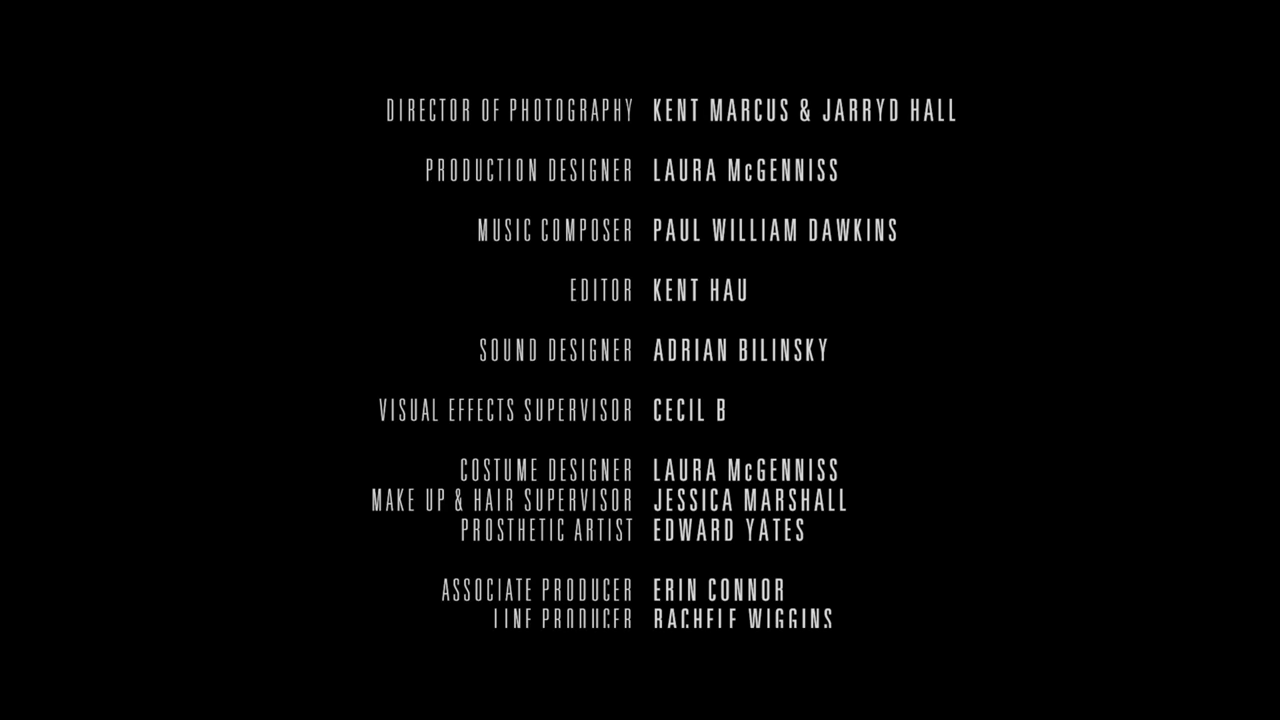 DIRECTOR OF PHOTOGRAPHY KENT MARCUS & JARRYD HALL
PRODUCTION DESIGNER LAURA McGENNISS
MUSIC COMPOSER PAUL WILLIAM DAWKINS
EDITOR KENT HAU
SOUND DESIGNER ADRIAN BILINSKY
VISUAL EFFECTS SUPERVISOR CECIL B
COSTUME DESIGNER LAURA McGENNISS
MAKE UP & HAIR SUPERVISOR JESSICA MARSHALL
PROSTHETIC ARTIST EDWARD YATES
ASSOCIATE PRODUCER ERIN CONNOR
LINE PRODUCER RACHELE WIGGINS